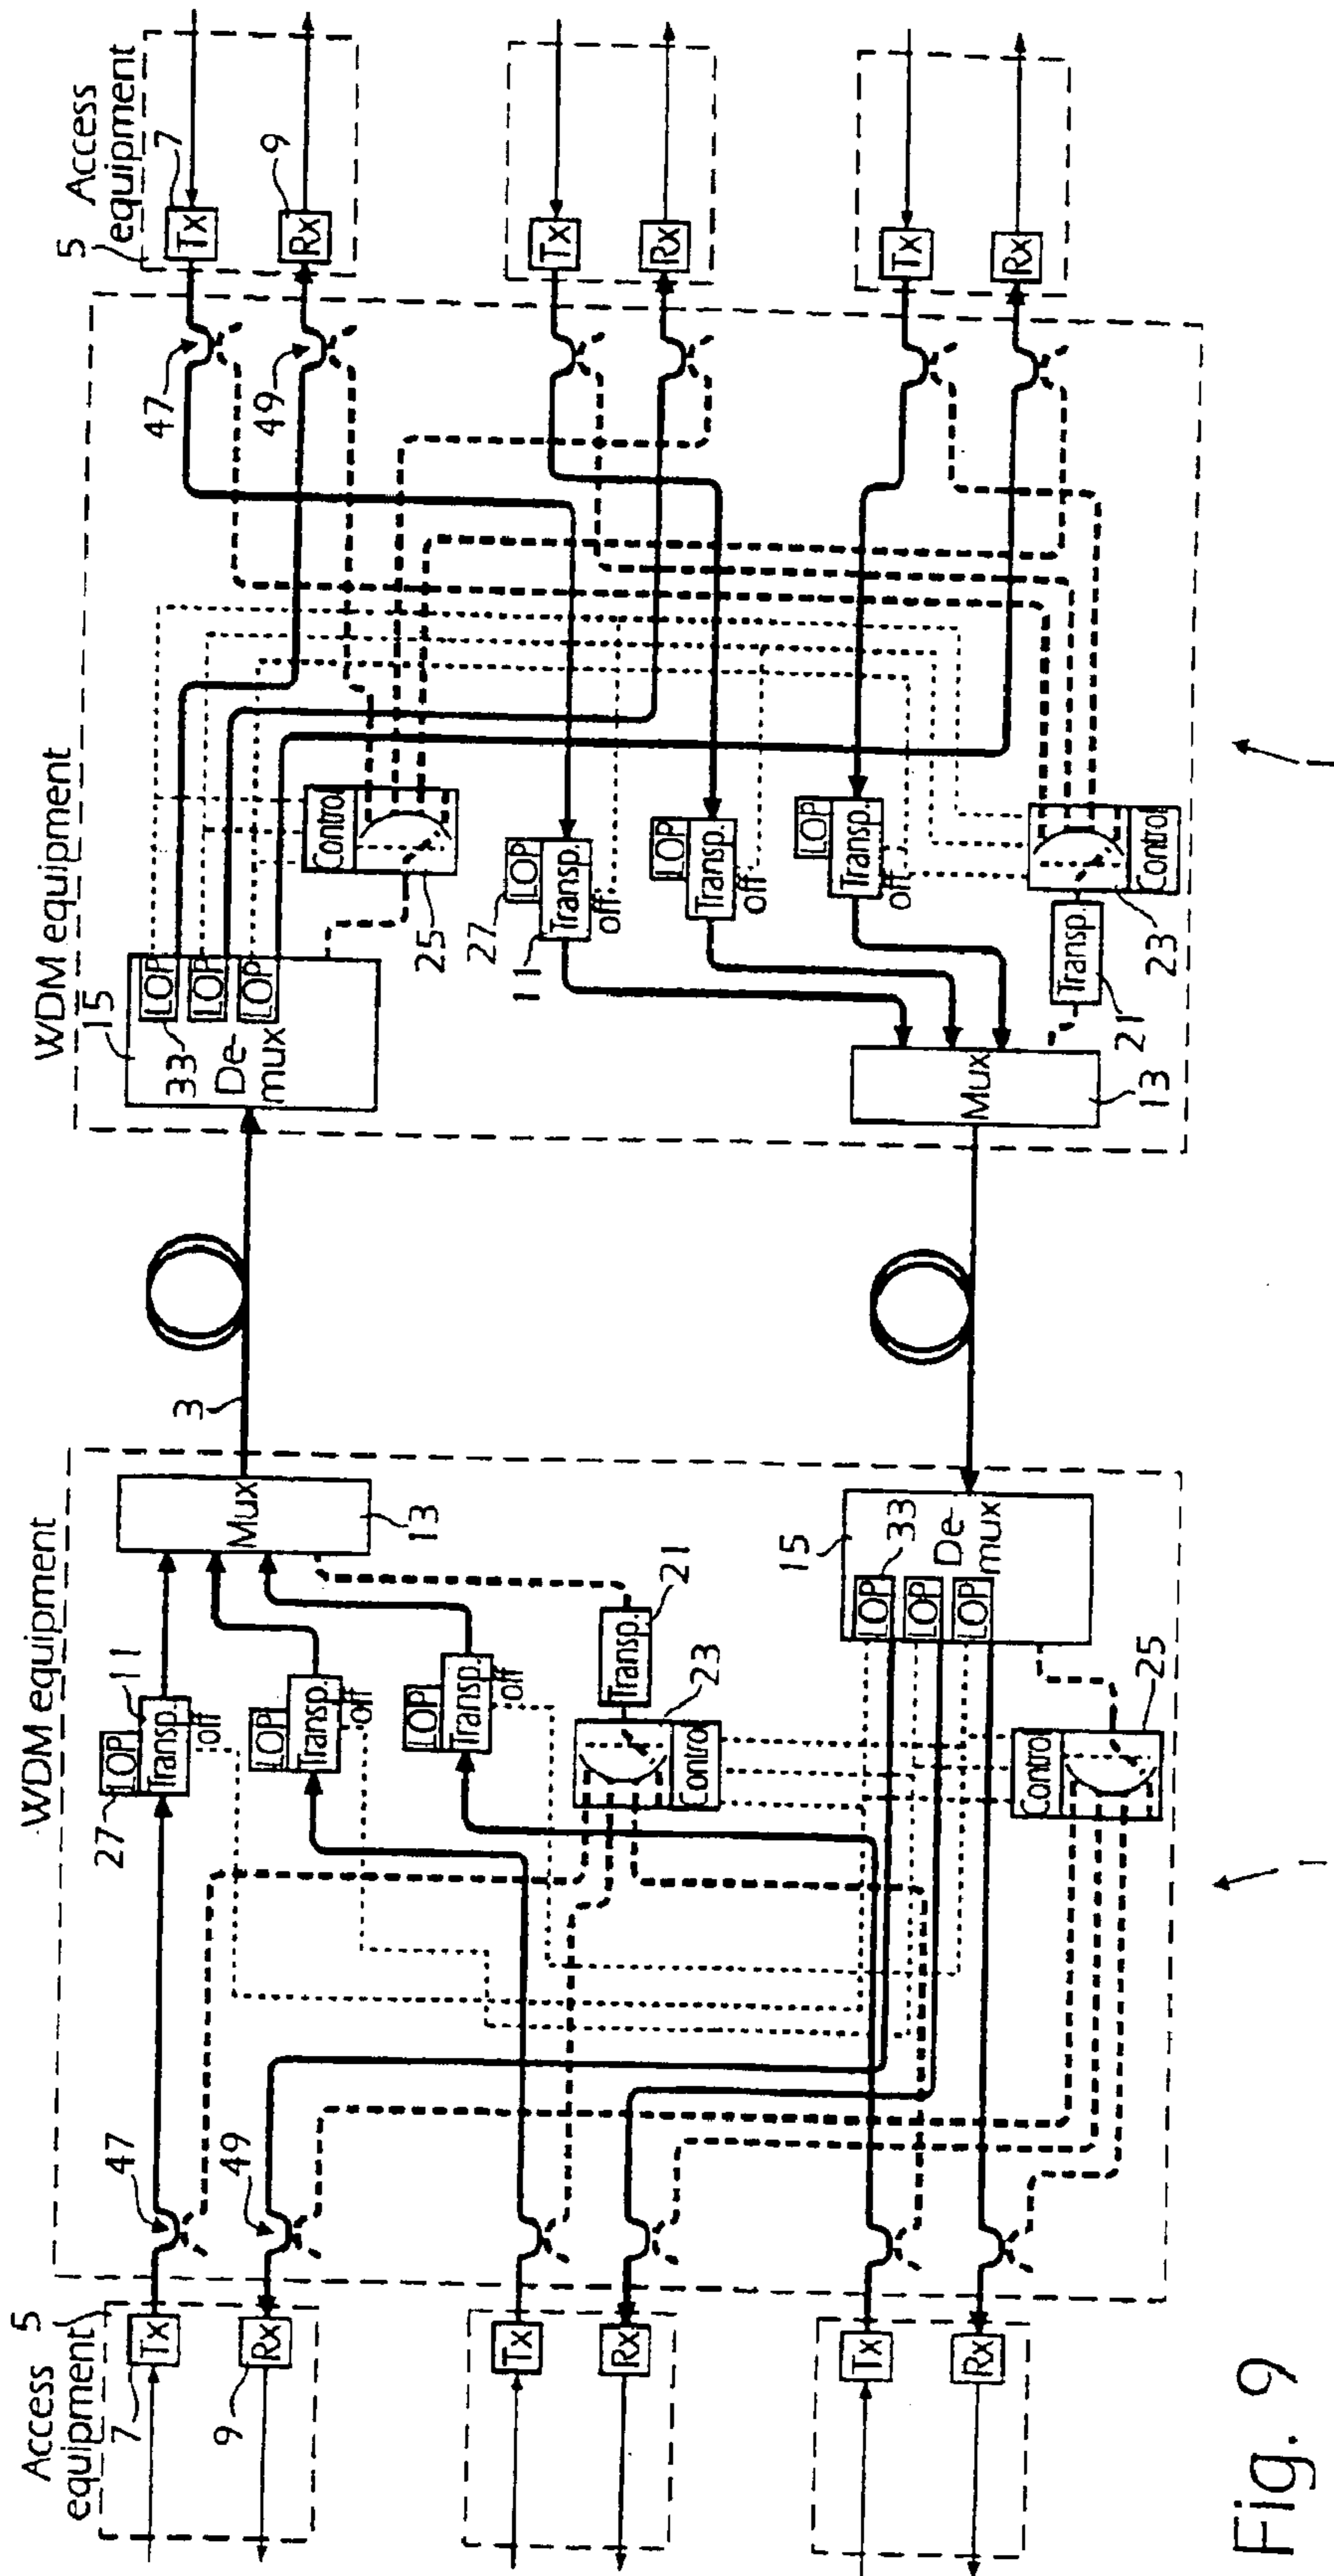 Access
equipment
5
7
Tx
9
Rx
Tx
Rx
Tx
Rx
WDM equipment
47
49
27
LOP
11
Transp.
off
LOP
Transp.
off
LOP
Transp.
off
Transp.
21
23
Control
Mux
13
15
LOP
33
LOP
LOP
De-
mux
Control
25
1
3
WDM equipment
15
LOP
33
LOP
De-
LOP
mux
Control
25
27
LOP
11
Transp.
off
LOP
Transp.
off
LOP
Transp.
off
Mux
13
Transp.
21
23
Control
47
49
1
Access
equipment
5
7
Tx
9
Rx
Tx
Rx
Tx
Rx
Fig. 9